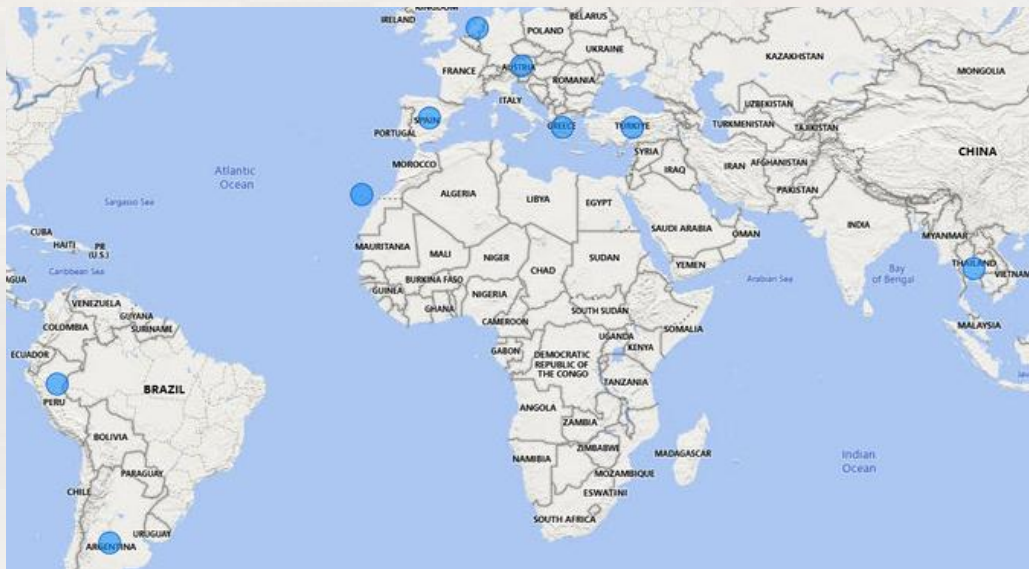 KINGDOM
IRELAND
BELARUS
POLAND
UKRAINE
KAZAKHSTAN
MONGOLIA
FRANCE
AUSTRIA
ROMANIA
ITALY
UZBEKISTAN
TURKMENISTAN
TAJIKISTAN
SPAIN
PORTUGAL
GREECE
TÜRKIYE
SYRIA
CHINA
MOROCCO
IRAQ
IRAN
AFGHANISTAN
PAKISTAN
Atlantic
Ocean
Sargasso Sea
ALGERIA
LIBYA
EGYPT
SAUDI ARABIA
OMAN
INDIA
MYANMAR
CUBA
HAITI
PR
(U.S.)
MAURITANIA
MALI
NIGER
CHAD
SUDAN
YEMEN
Caribbean Sea
AGUA
BURKINA FASO
GUINEA
NIGERIA
GHANA
Arabian Sea
Bay
of Bengal
THAILAND
VIETNAM
VENEZUELA
GUYANA
SURINAME
COLOMBIA
CAMEROON
SOUTH SUDAN
SOMALIA
UGANDA
KENYA
MALAYSIA
ECUADOR
GABON
DEMOCRATIC
REPUBLIC OF
THE CONGO
TANZANIA
PERU
BRAZIL
ANGOLA
ZAMBIA
BOLIVIA
ZIMBABWE
MADAGASCAR
NAMIBIA
MOZAMBIQUE
Indian
Ocean
PARAGUAY
CHILE
ESWATINI
SOUTH AFRICA
URUGUAY
ARGENTINA